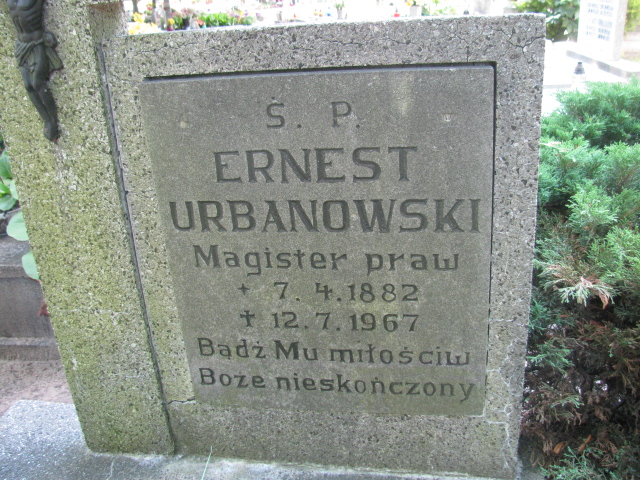 Ś. P.
ERNEST
URBANOWSKI
Magister praw
+ 7 4.1882
✝ 12.7.1967
Bądź Mu miłościw
Boże nieskończony